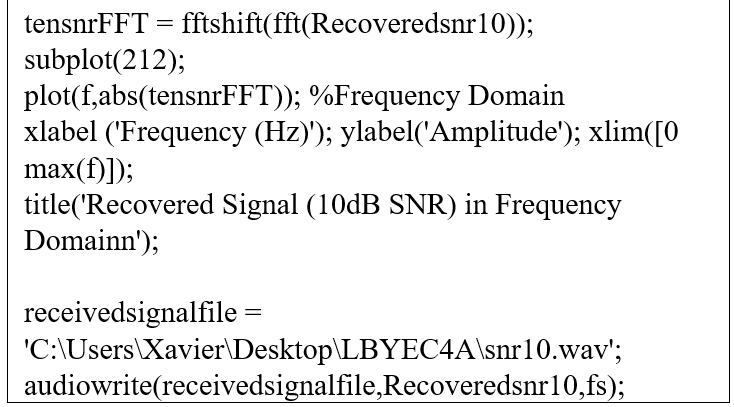 tensnrFFT = fftshift(fft(Recoveredsnr10));
subplot(212);
plot(f,abs(tensnrFFT)); %Frequency Domain
xlabel ('Frequency (Hz)'); ylabel('Amplitude'); xlim([0
max(f)]);
title('Recovered Signal (10dB SNR) in Frequency
Domainn');
receivedsignalfile =
'C:\Users\Xavier\Desktop\LBYEC4A\snr10.wav';
audiowrite(receivedsignalfile,Recoveredsnr10,fs);